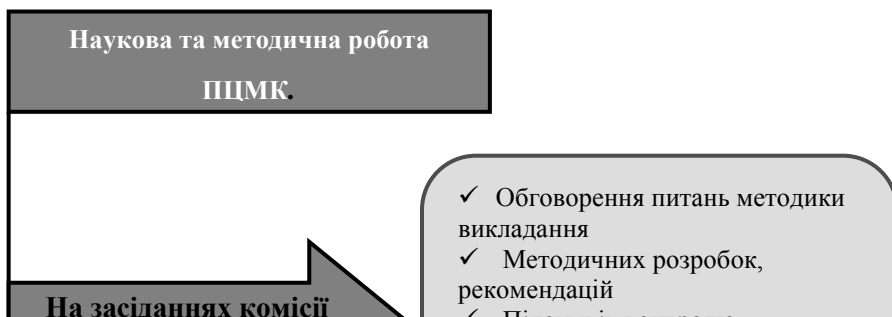 Наукова та методична робота
ПЦМК.
✓ Обговорення питань методики
викладання
✓ Методичних розробок,
рекомендацій
На засіданнях комісії